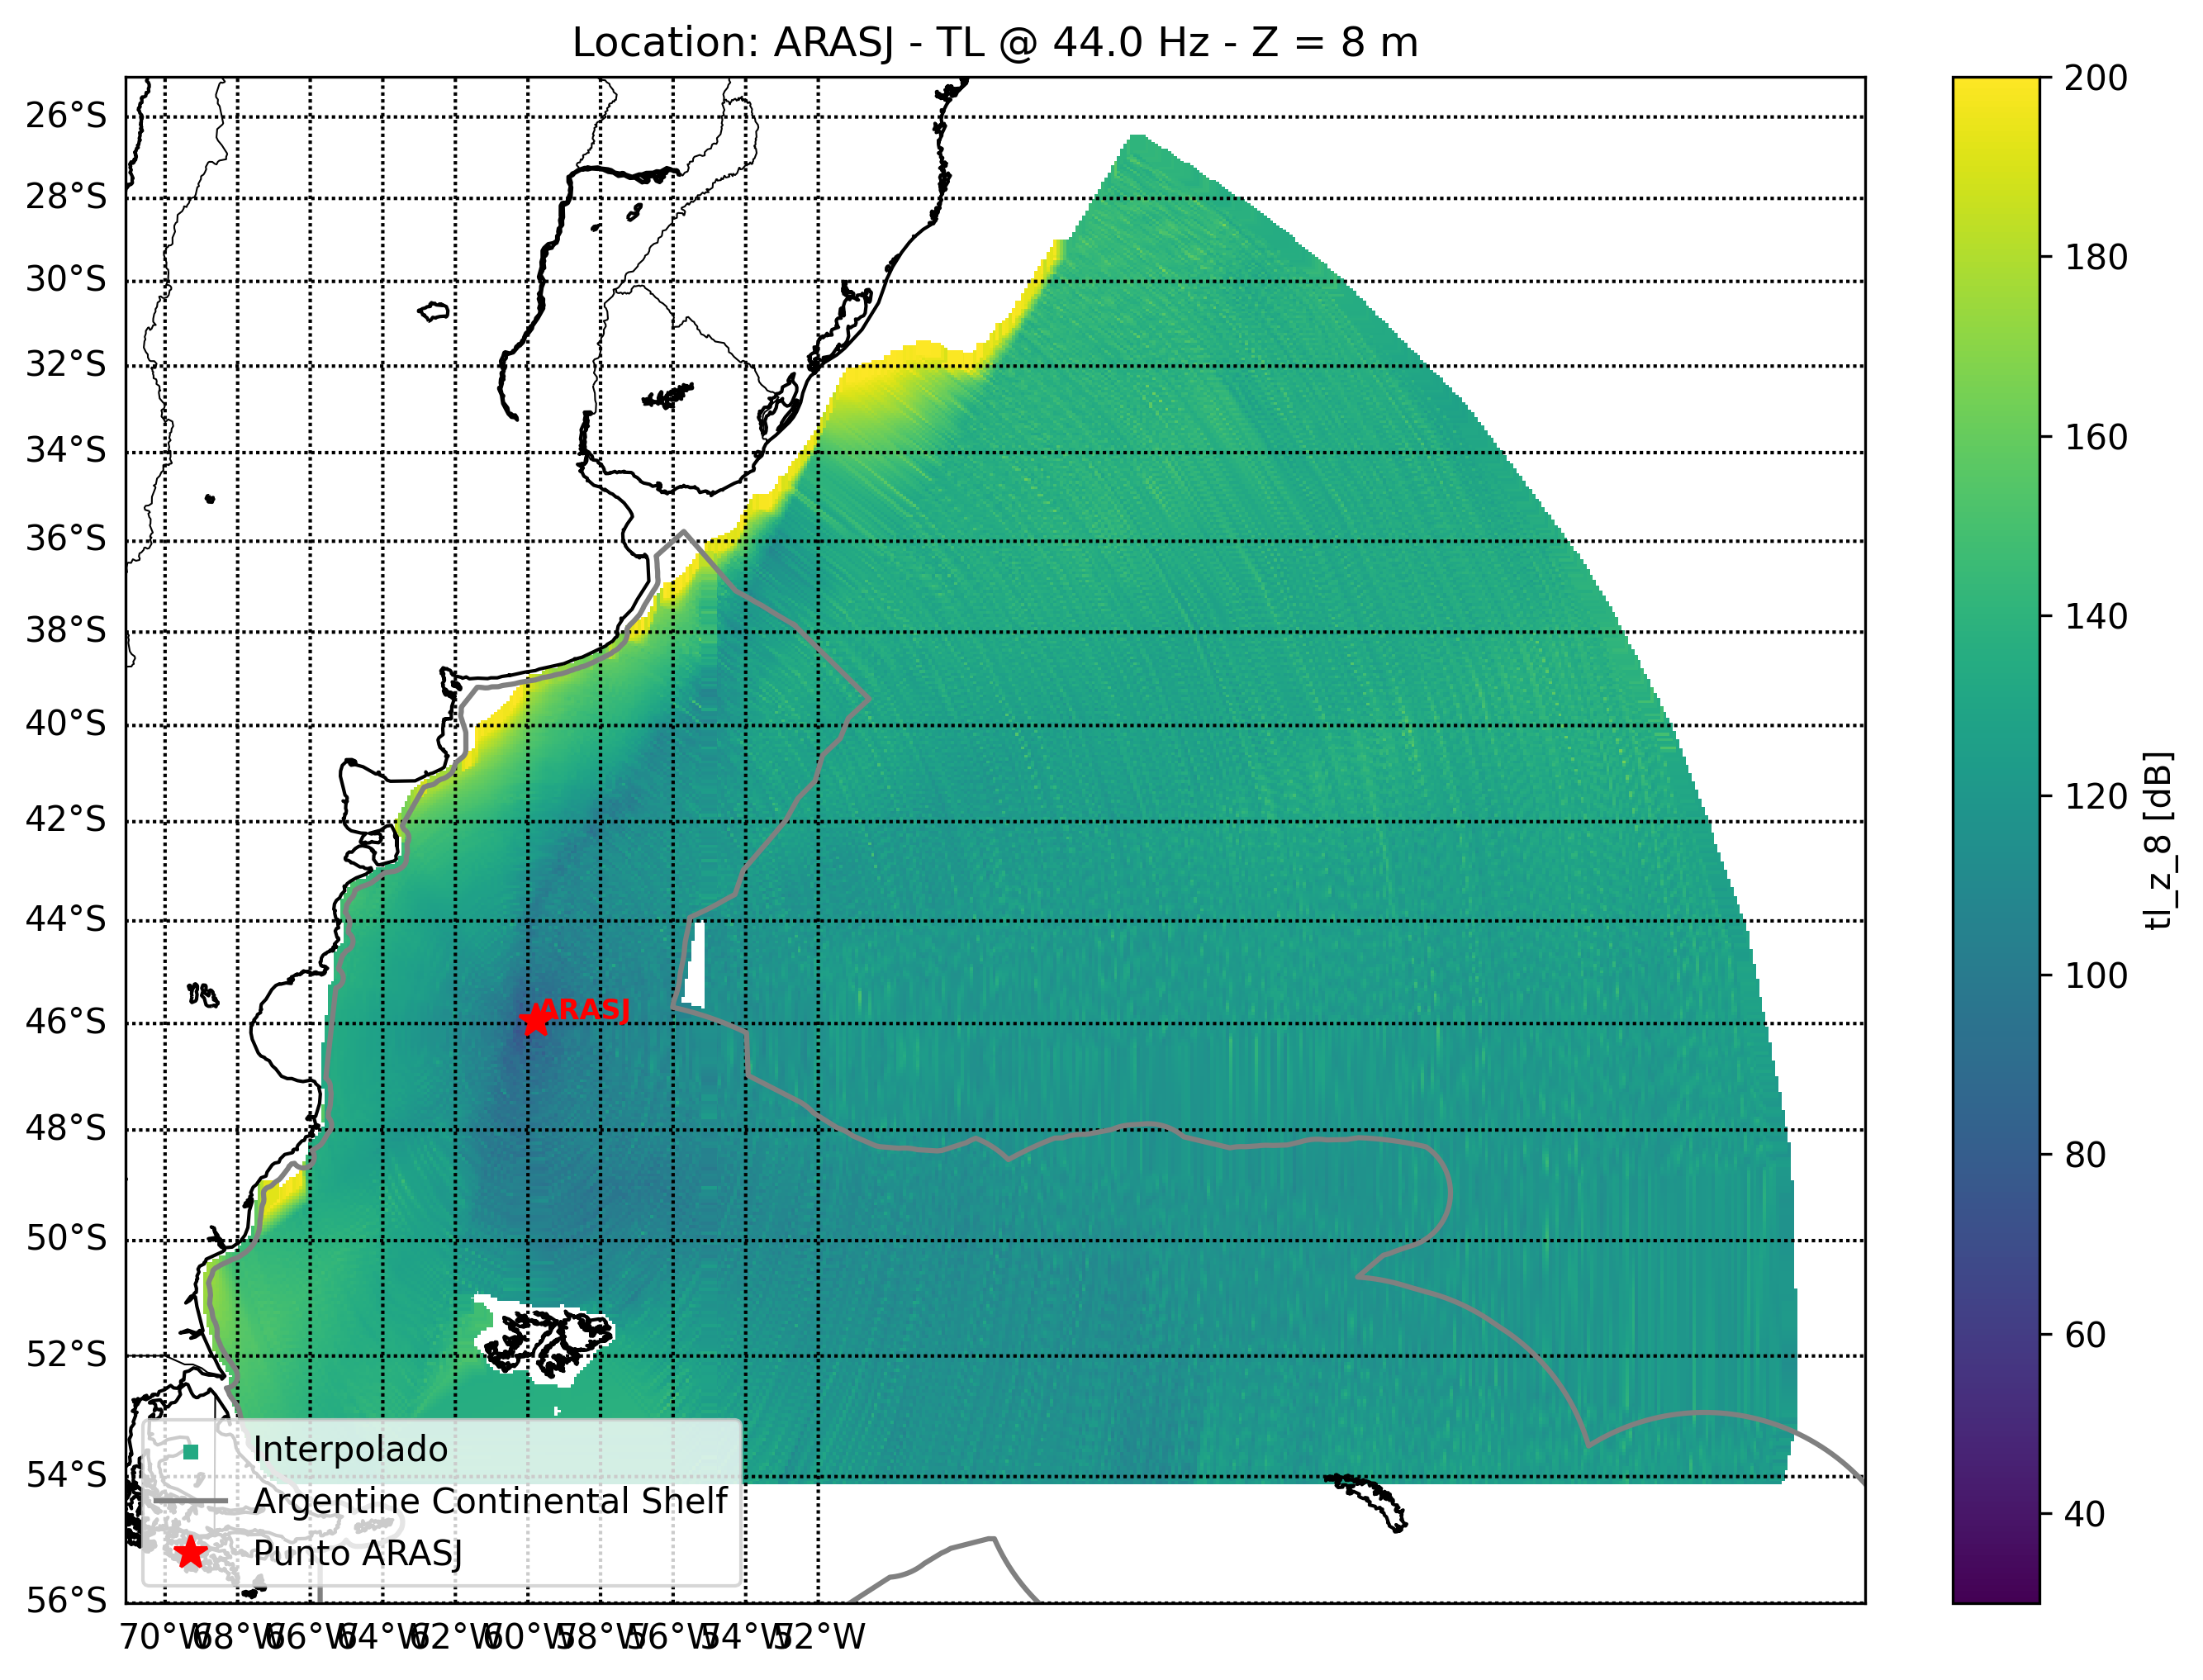 Location: ARASJ - TL @ 44.0 Hz - Z = 8 m
26°S
28°S
30°S
32°S
34°S
36°S
38°S
40°S
42°S
44°S
46°S
48°S
50°S
52°S
54°S
56°S
70°W 68°W 66°W 64°W 62°W 60°W 58°W 56°W 54°W 52°W
ARASJ
Interpolado
Argentine Continental Shelf
Punto ARASJ
200
180
160
140
120
100
80
60
40
tl_z_8 [dB]